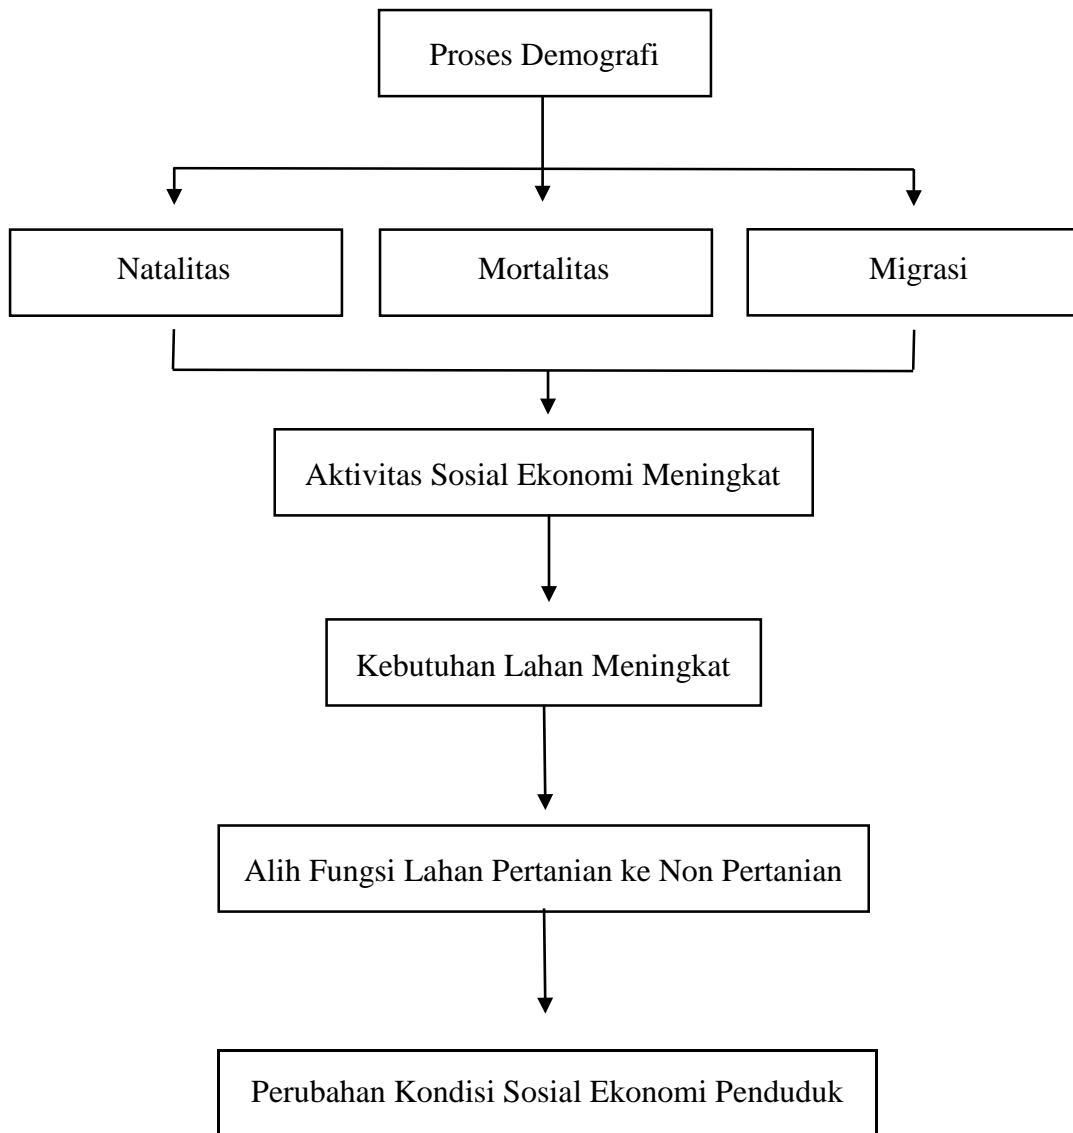 Proses Demografi
Natalitas
Mortalitas
Migrasi
Aktivitas Sosial Ekonomi Meningkat
Kebutuhan Lahan Meningkat
Alih Fungsi Lahan Pertanian ke Non Pertanian
Perubahan Kondisi Sosial Ekonomi Penduduk